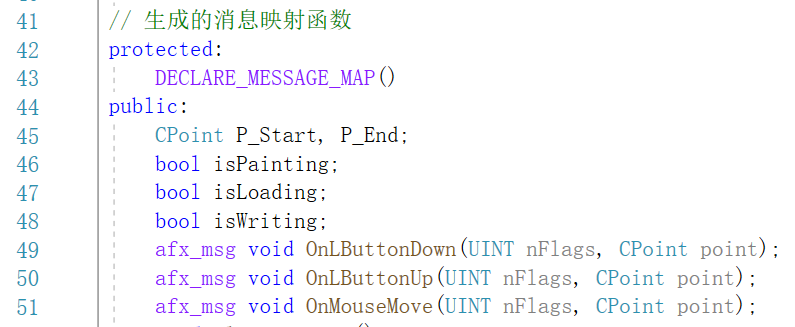 41 // 生成的消息映射函数
42 protected:
43 DECLARE_MESSAGE_MAP()
44 public:
45 CPoint P_Start, P_End;
46 bool isPainting;
47 bool isLoading;
48 bool isWriting;
49 afx_msg void OnLButtonDown(UINT nFlags, CPoint point);
50 afx_msg void OnLButtonUp(UINT nFlags, CPoint point);
51 afx_msg void OnMouseMove(UINT nFlags, CPoint point);